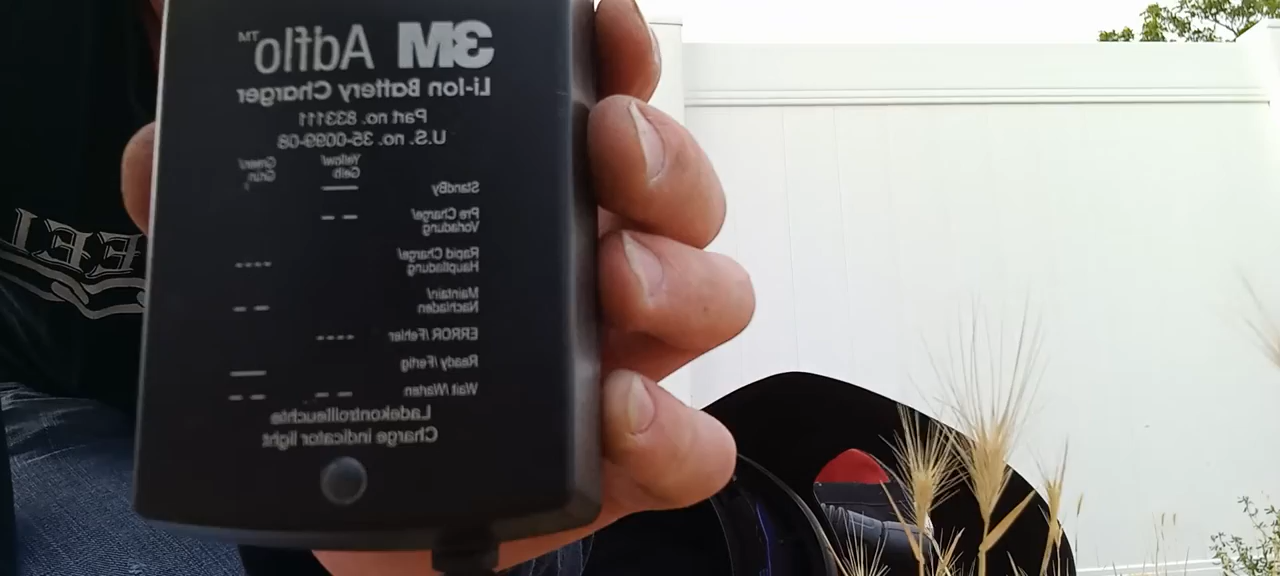 3M Adflo™
Li-Ion Battery Charger
Part no. 833111
U.S. no. 35-0099-08
Yellow/ Green/
Gelb Grün
StandBy
Pre Charge/
Vorladung
Rapid Charge/
Hauptladung
Maintain/
Nachladen
ERROR/Fehler
Ready/Fertig
Wait/Warten
Ladekontrollleuchte
Charge indicator light